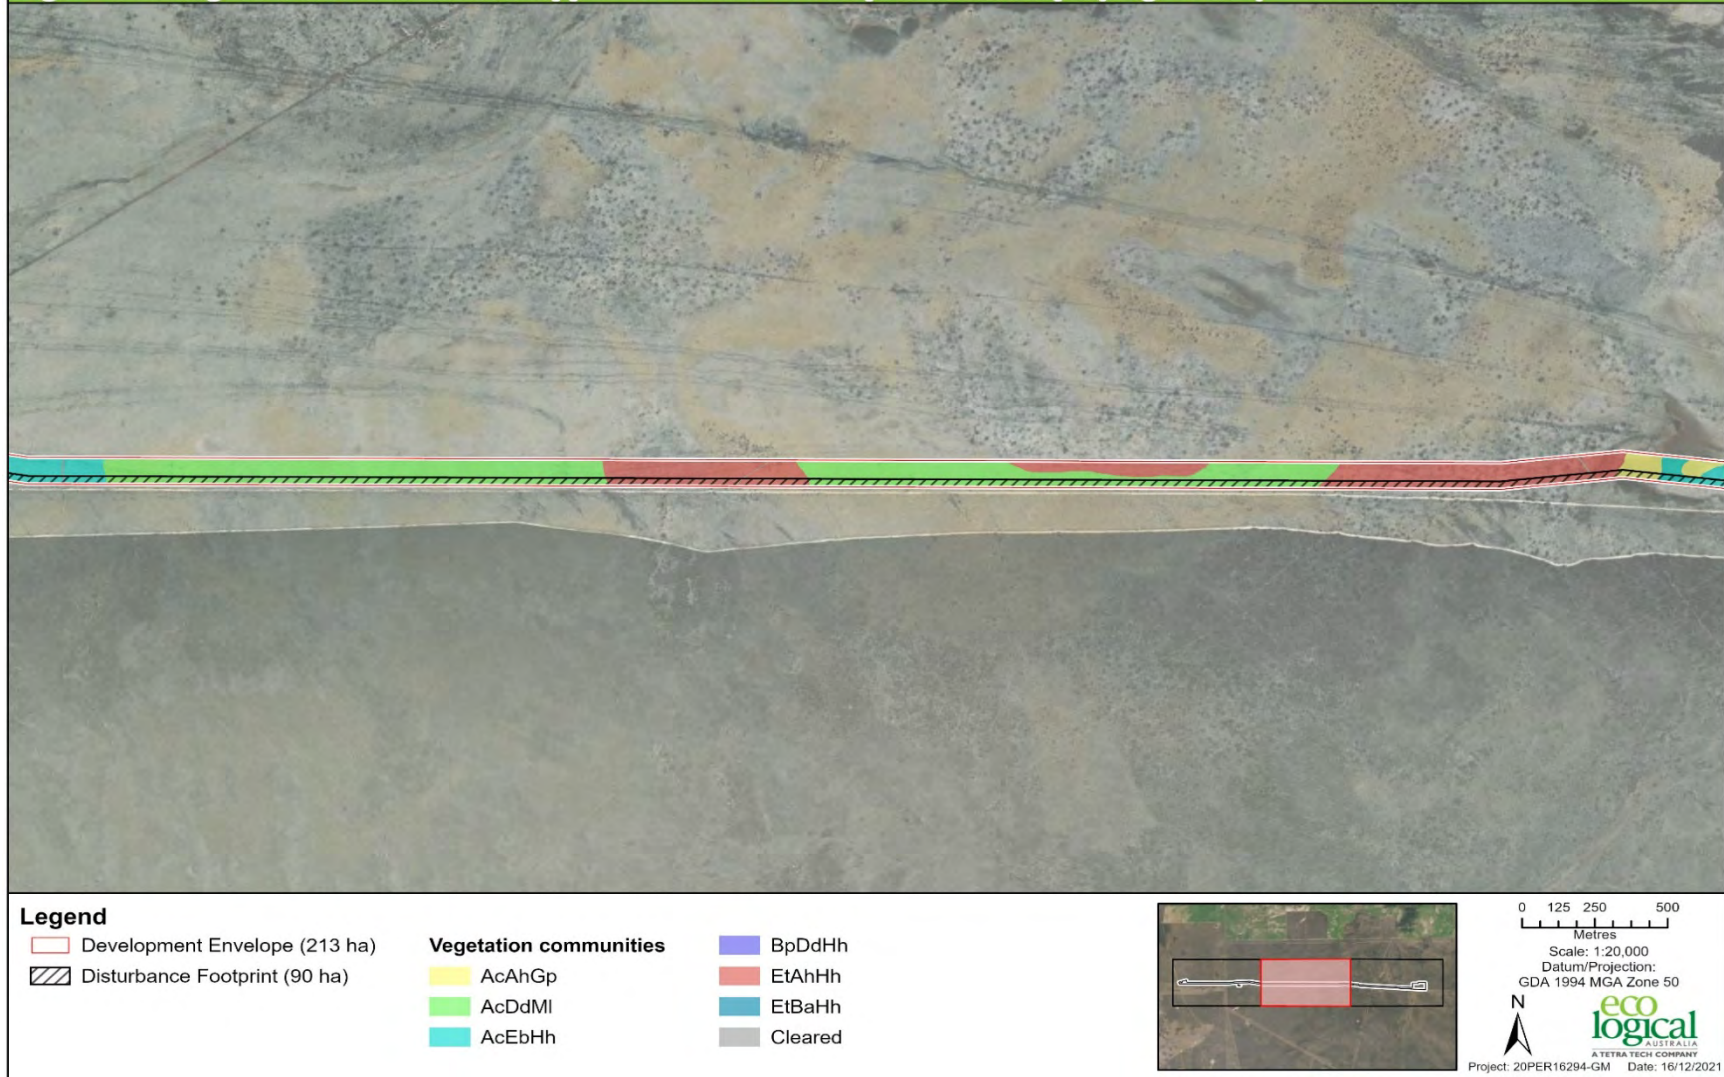 Legend
Development Envelope (213 ha)
Disturbance Footprint (90 ha)
Vegetation communities
AcAhGp
AcDdMl
AcEbHh
BpDdHh
EtAhHh
EtBaHh
Cleared
0 125 250 500
Metres
Scale: 1:20,000
Datum/Projection:
GDA 1994 MGA Zone 50
N
eco
logical
AUSTRALIA
A TETRA TECH COMPANY
Project: 20PER16294-GM Date: 16/12/2021